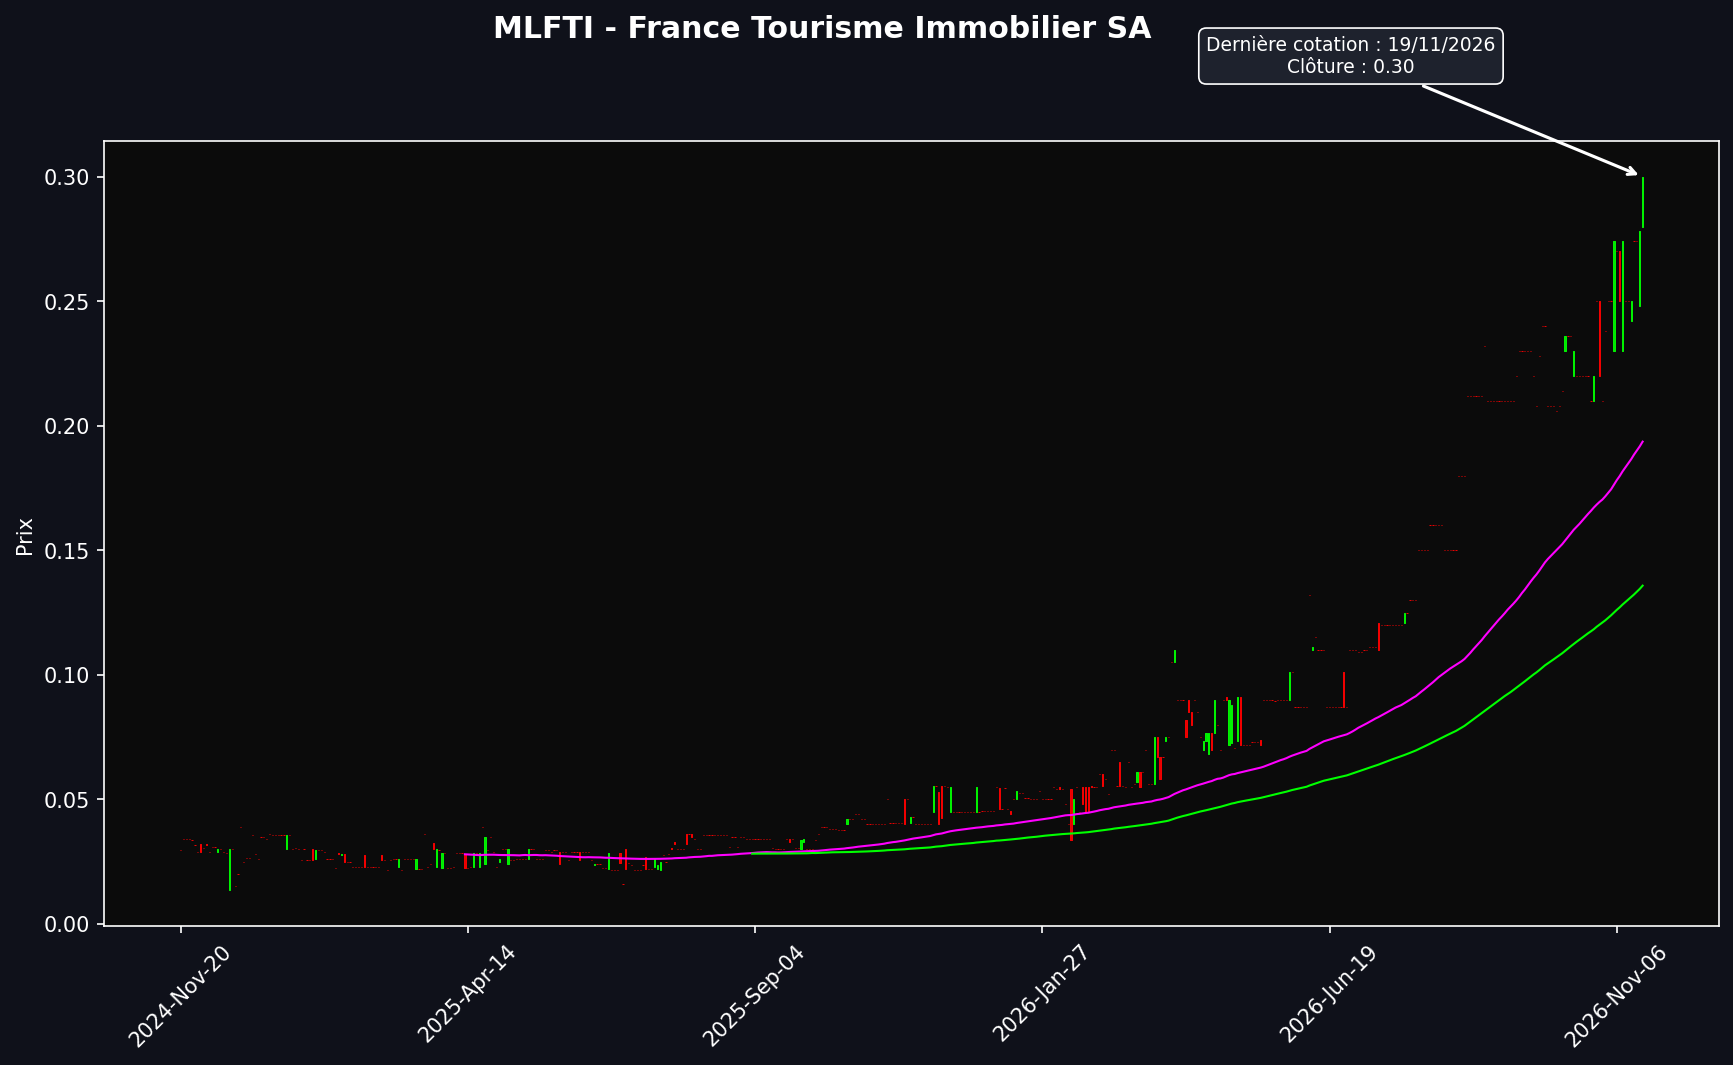 MLFTI - France Tourisme Immobilier SA
Dernière cotation : 19/11/2026
Clôture : 0.30
Prix
0.30
0.25
0.20
0.15
0.10
0.05
0.00
2024-Nov-20
2025-Apr-14
2025-Sep-04
2026-Jan-27
2026-Jun-19
2026-Nov-06